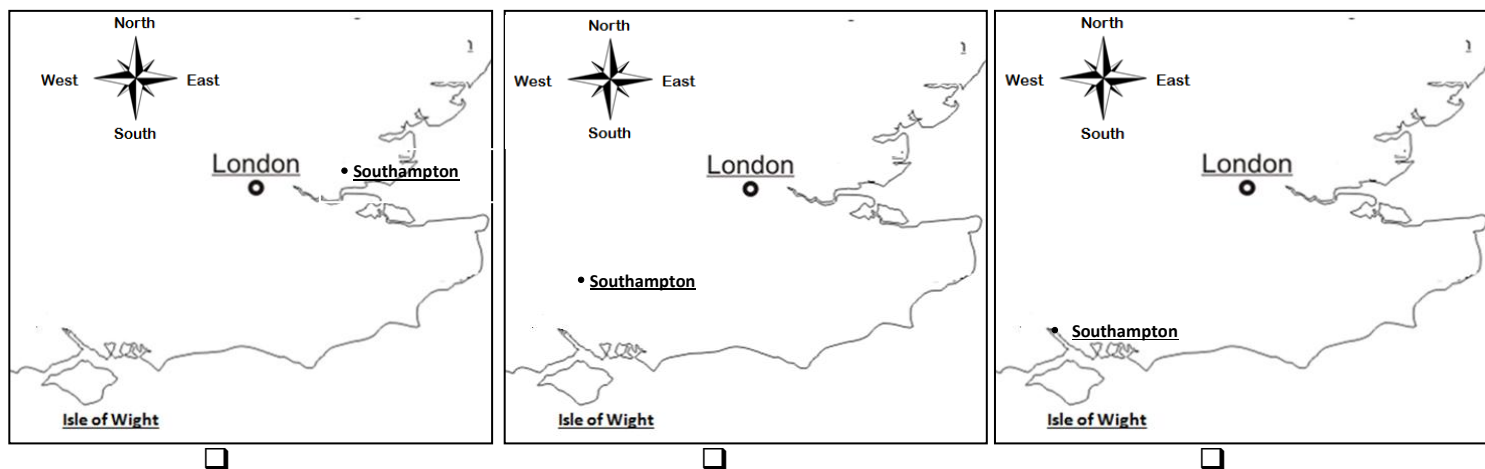 North
West East
South
London
• Southampton
Isle of Wight
North
West East
South
London
• Southampton
Isle of Wight
North
West East
South
London
• Southampton
Isle of Wight